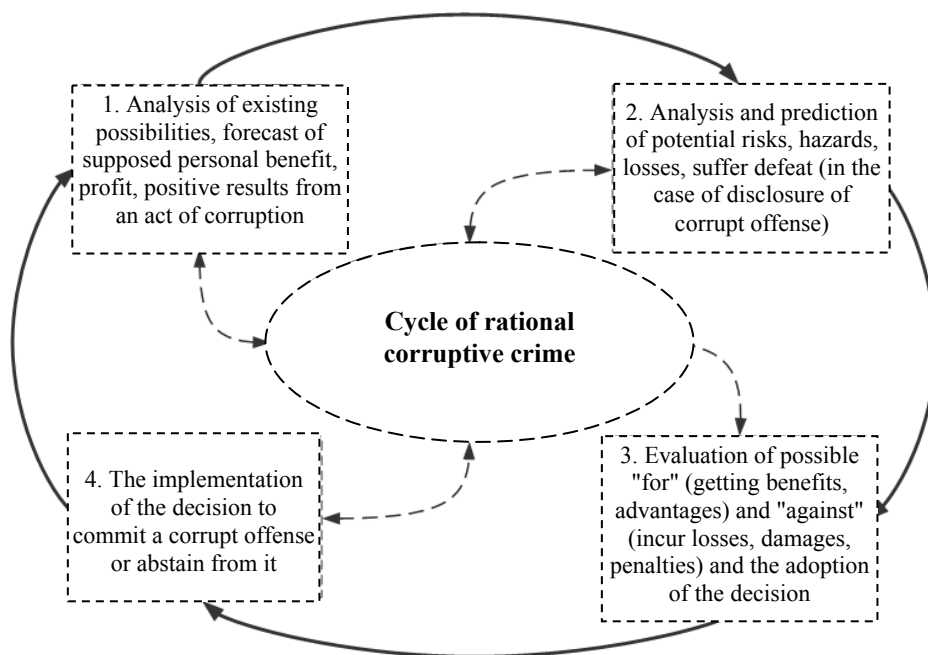 1. Analysis of existing
possibilities, forecast of
supposed personal benefit,
profit, positive results from
an act of corruption
2. Analysis and prediction
of potential risks, hazards,
losses, suffer defeat (in the
case of disclosure of
corrupt offense)
Cycle of rational
corruptive crime
3. Evaluation of possible
"for" (getting benefits,
advantages) and "against"
(incur losses, damages,
penalties) and the adoption
of the decision
4. The implementation
of the decision to
commit a corrupt offense
or abstain from it